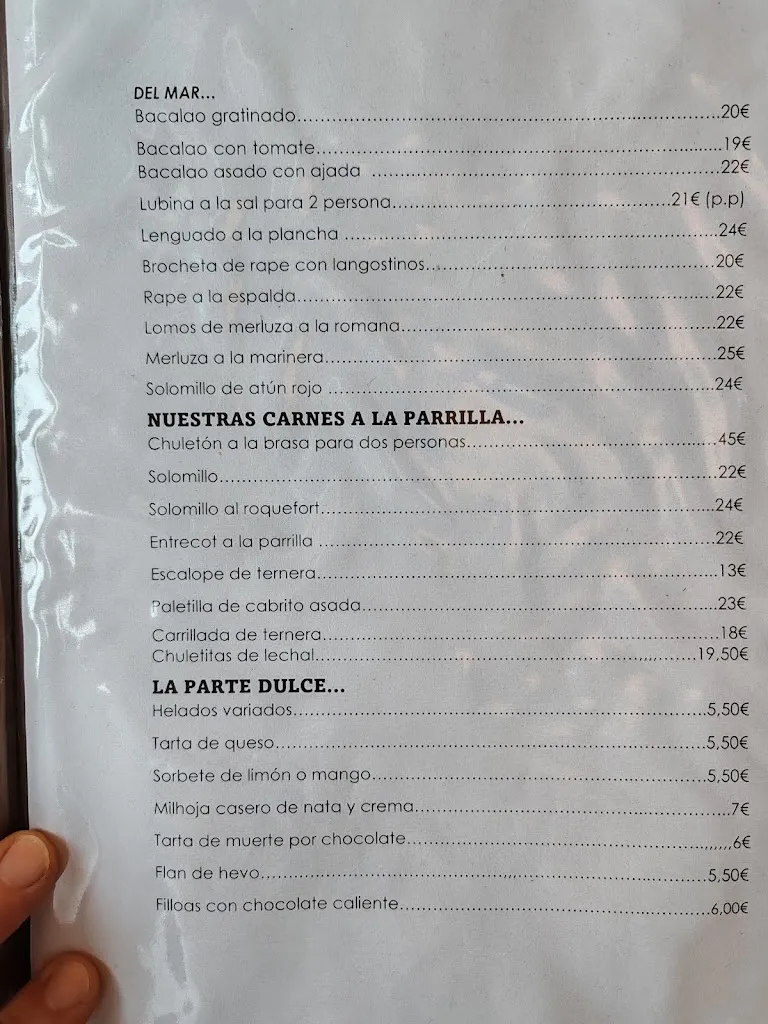 DEL MAR...
Bacalao gratinado....................20€
Bacalao con tomate....................19€
Bacalao asado con ajada ....................22€
Lubina a la sal para 2 persona....................21€ (p.p)
Lenguado a la plancha ....................24€
Brocheta de rape con langostinos....................20€
Rape a la espalda....................22€
Lomos de merluza a la romana....................22€
Merluza a la marinera....................25€
Solomillo de atún rojo ....................24€
NUESTRAS CARNES A LA PARRILLA...
Chuletón a la brasa para dos personas....................45€
Solomillo....................22€
Solomillo al roquefort....................24€
Entrecot a la parrilla ....................22€
Escalope de ternera....................13€
Paletilla de cabrito asada....................23€
Carrillada de ternera....................18€
Chuletitas de lechal....................19,50€
LA PARTE DULCE...
Helados variados....................5,50€
Tarta de queso....................5,50€
Sorbete de limón o mango....................5,50€
Milhoja casero de nata y crema....................7€
Tarta de muerte por chocolate....................6€
Flan de hevo....................5,50€
Filloas con chocolate caliente....................6,00€